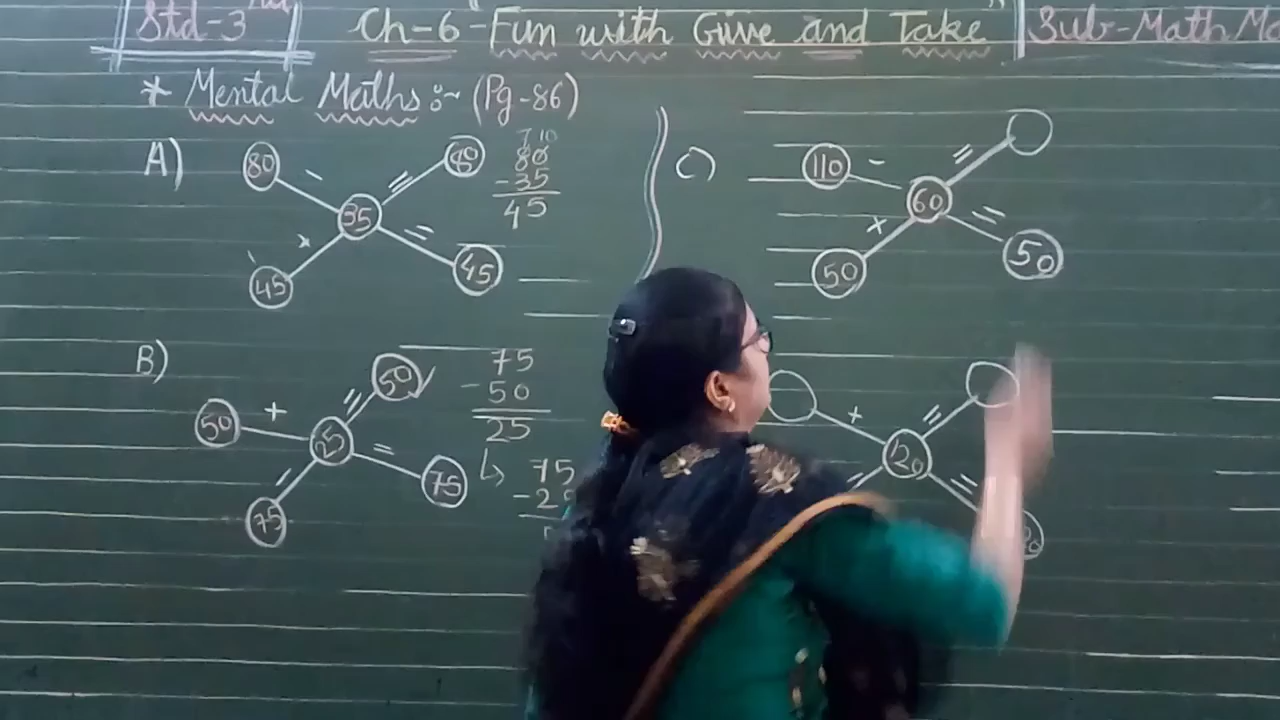 Std-3rd Ch-6 "Fun with Give and Take" Sub-Math Ma
* Mental Maths :~ (Pg-86)
A) 80 - 35 = 80
× 45 = 45
7 10
80
-35
45
C) 110 - 60 =
× 50 = 50
B) 50 + 25 = 50
= 75 = 75
75
-50
25
↳ 75
-2
+ 120 =
= =